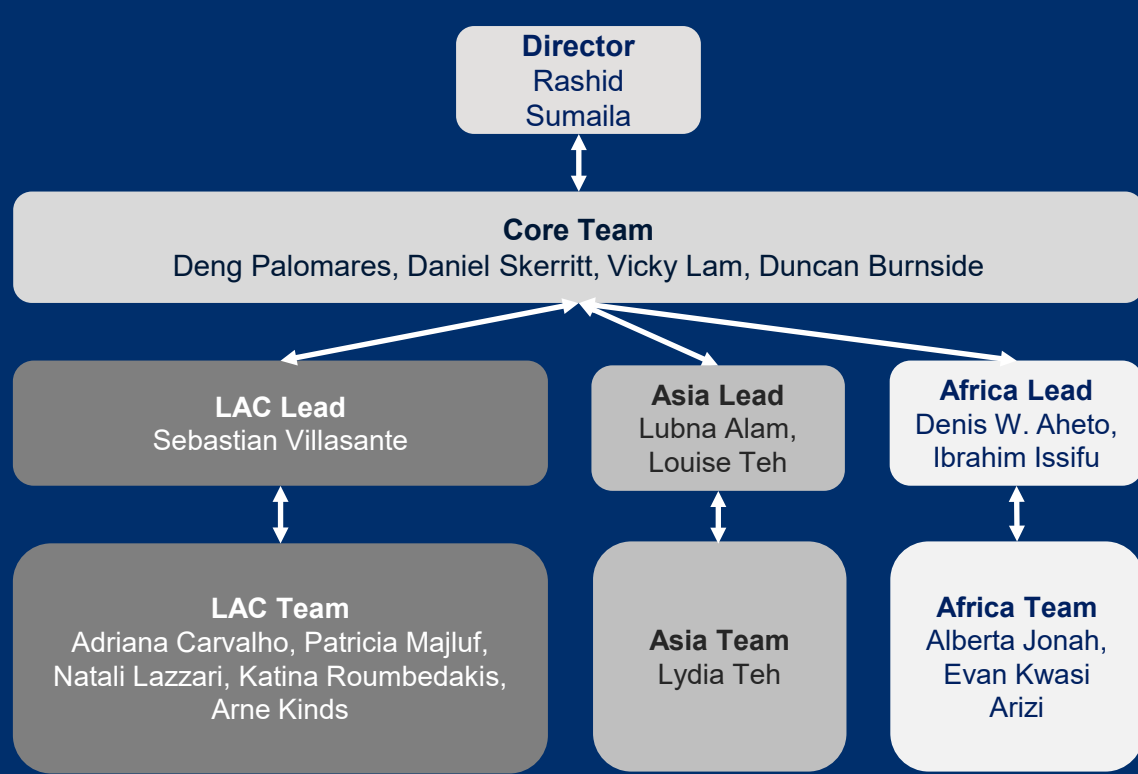 Director
Rashid
Sumaila
Core Team
Deng Palomares, Daniel Skerritt, Vicky Lam, Duncan Burnside
LAC Lead
Sebastian Villasante
Asia Lead
Lubna Alam,
Louise Teh
Africa Lead
Denis W. Aheto,
Ibrahim Issifu
LAC Team
Adriana Carvalho, Patricia Majluf,
Natali Lazzari, Katina Roumbedakis,
Arne Kinds
Asia Team
Lydia Teh
Africa Team
Alberta Jonah,
Evan Kwasi
Arizi